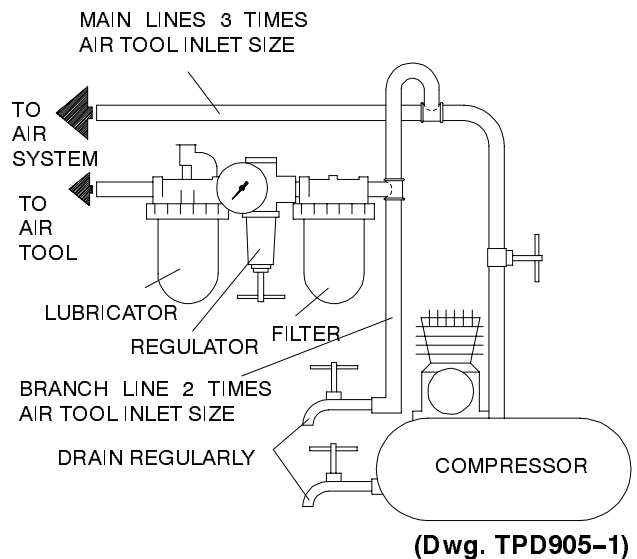 MAIN LINES 3 TIMES
AIR TOOL INLET SIZE
TO
AIR
SYSTEM
TO
AIR
TOOL
LUBRICATOR
REGULATOR
FILTER
BRANCH LINE 2 TIMES
AIR TOOL INLET SIZE
DRAIN REGULARLY
COMPRESSOR
(Dwg. TPD905–1)